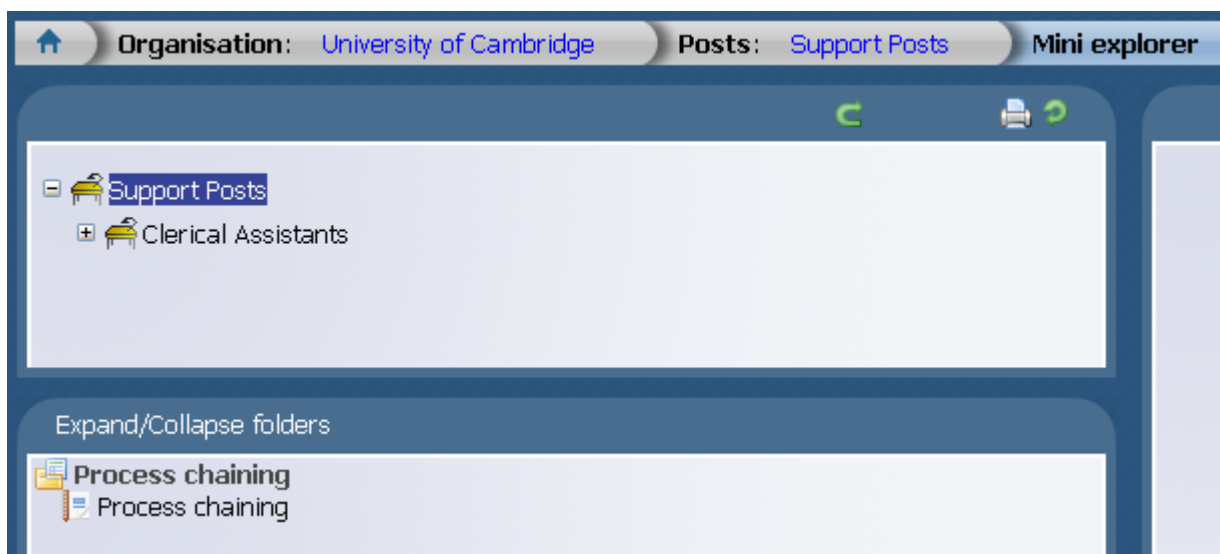 Organisation: University of Cambridge Posts: Support Posts Mini explorer
Support Posts
Clerical Assistants
Expand/Collapse folders
Process chaining
Process chaining